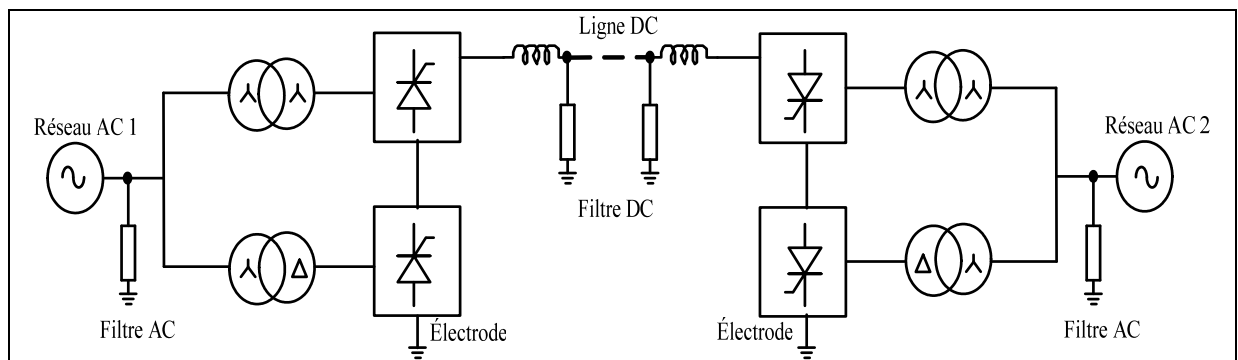 Ligne DC
Réseau AC 1
Réseau AC 2
Filtre DC
Filtre AC
Électrode
Électrode
Filtre AC